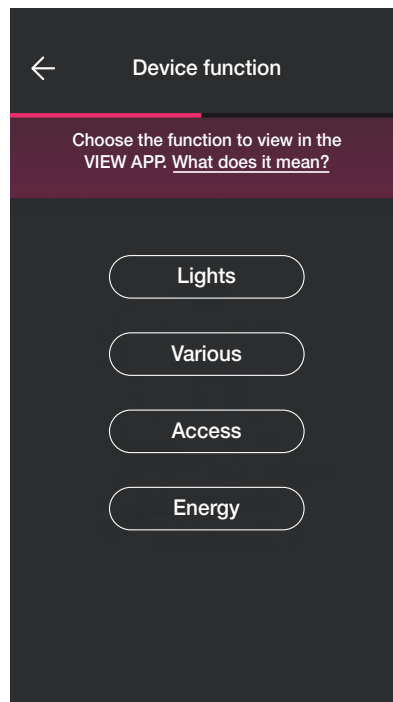 Device function
Choose the function to view in the
VIEW APP. What does it mean?
Lights
Various
Access
Energy